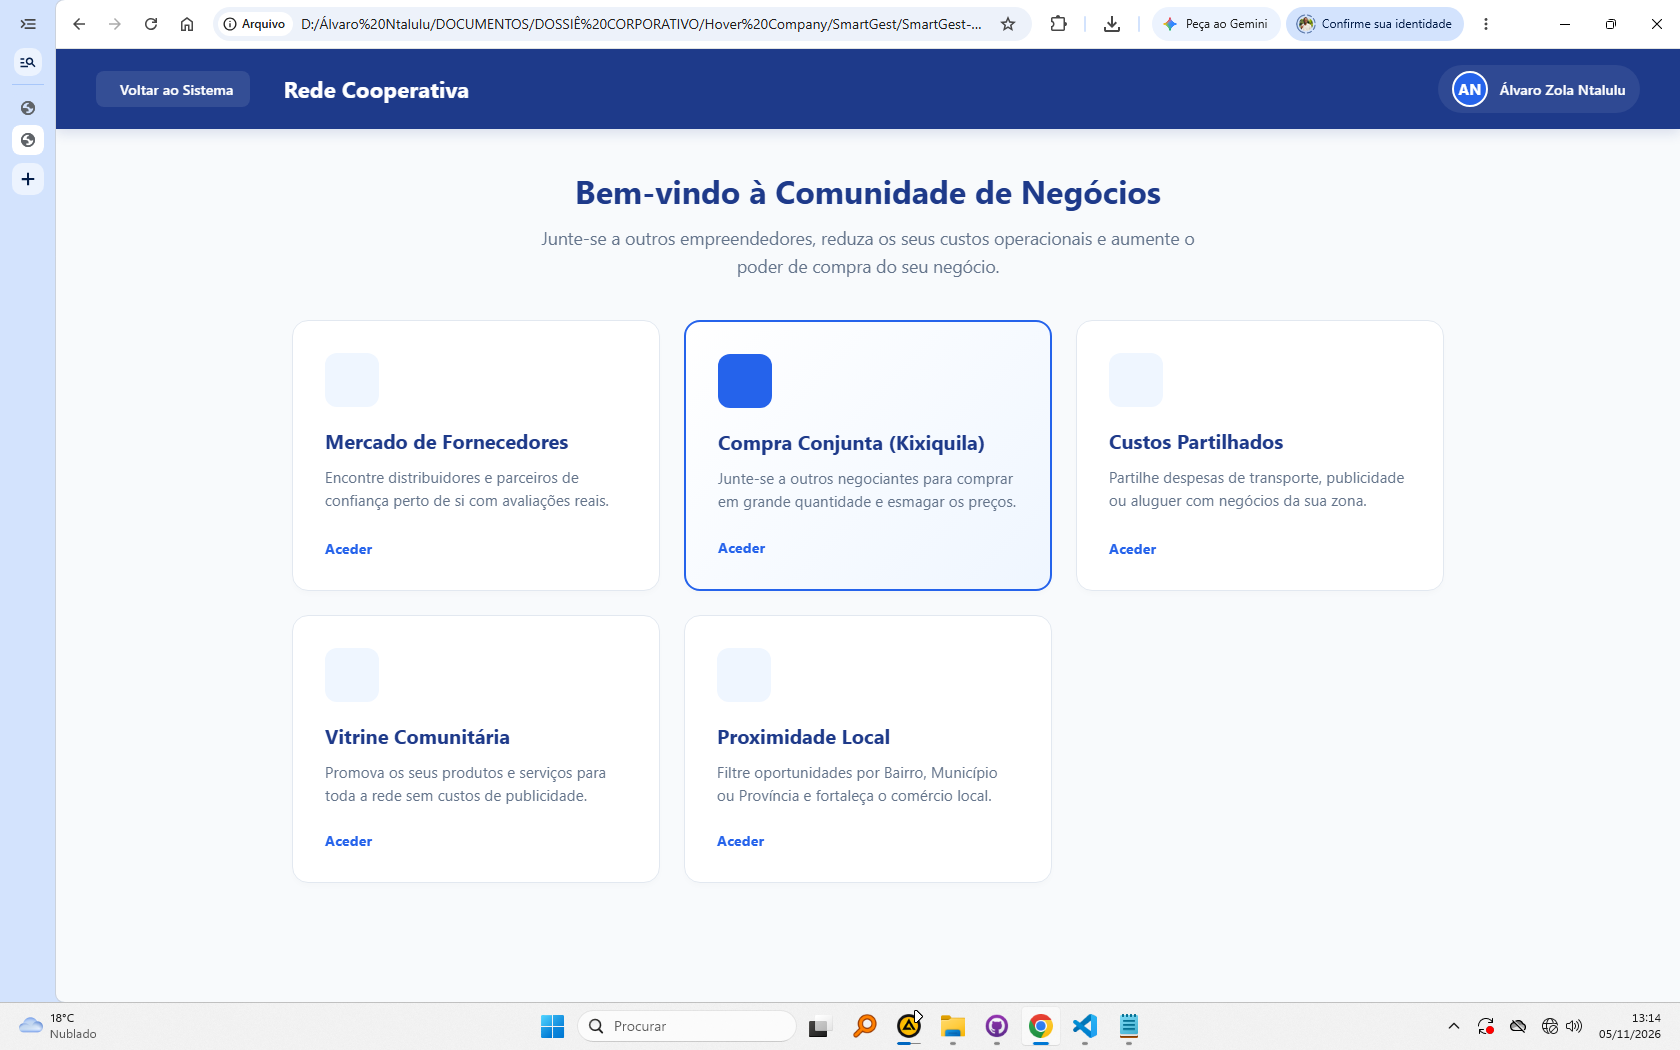 Arquivo
D:/Álvaro%20Ntalulu/DOCUMENTOS/DOSSIÊ%20CORPORATIVO/Hover%20Company/SmartGest/SmartGest-...
Peça ao Gemini
Confirme sua identidade
Voltar ao Sistema
Rede Cooperativa
AN
Álvaro Zola Ntalulu
Bem-vindo à Comunidade de Negócios
Junte-se a outros empreendedores, reduza os seus custos operacionais e aumente o
poder de compra do seu negócio.
Mercado de Fornecedores
Encontre distribuidores e parceiros de
confiança perto de si com avaliações reais.
Aceder
Compra Conjunta (Kixiquila)
Junte-se a outros negociantes para comprar
em grande quantidade e esmagar os preços.
Aceder
Custos Partilhados
Partilhe despesas de transporte, publicidade
ou aluguer com negócios da sua zona.
Aceder
Vitrine Comunitária
Promova os seus produtos e serviços para
toda a rede sem custos de publicidade.
Aceder
Proximidade Local
Filtre oportunidades por Bairro, Município
ou Província e fortaleça o comércio local.
Aceder
18°C
Nublado
Procurar
13:14
05/11/2026